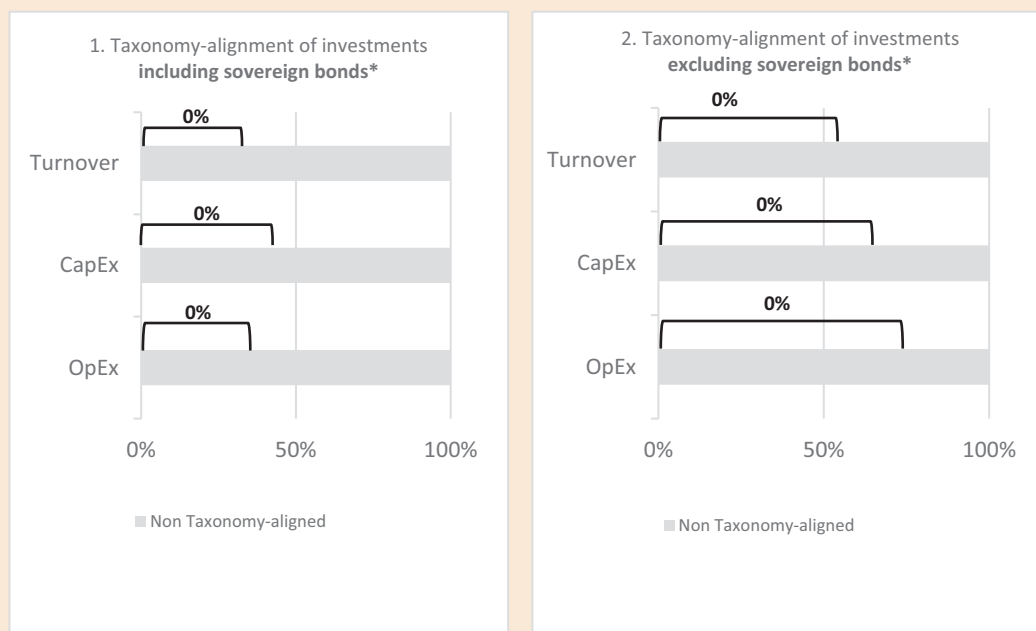 1. Taxonomy-alignment of investments
including sovereign bonds*
0%
Turnover
0%
CapEx
0%
OpEx
0%
50%
100%
Non Taxonomy-aligned
2. Taxonomy-alignment of investments
excluding sovereign bonds*
0%
Turnover
0%
CapEx
0%
OpEx
0%
50%
100%
Non Taxonomy-aligned